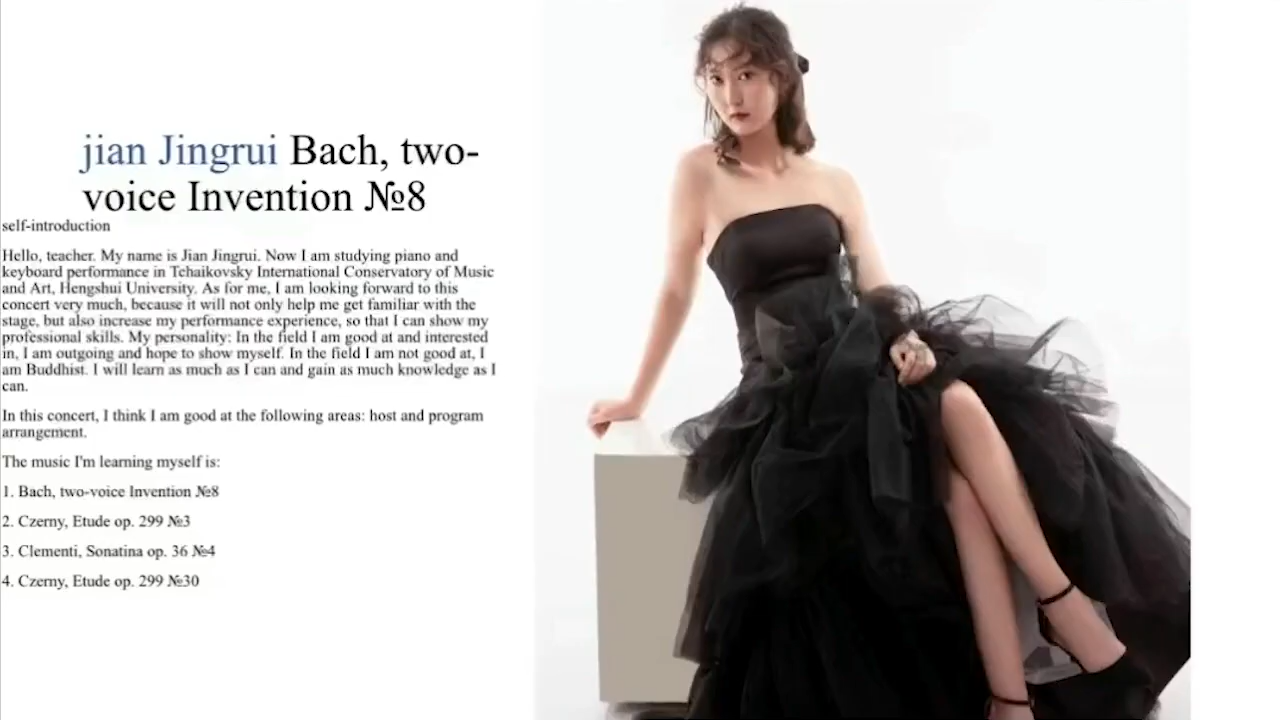 jian Jingrui Bach, two-
voice Invention №8
self-introduction
Hello, teacher. My name is Jian Jingrui. Now I am studying piano and
keyboard performance in Tchaikovsky International Conservatory of Music
and Art, Hengshui University. As for me, I am looking forward to this
concert very much, because it will not only help me get familiar with the
stage, but also increase my performance experience, so that I can show my
professional skills. My personality: In the field I am good at and interested
in, I am outgoing and hope to show myself. In the field I am not good at, I
am Buddhist. I will learn as much as I can and gain as much knowledge as I
can.
In this concert, I think I am good at the following areas: host and program
arrangement.
The music I'm learning myself is:
1. Bach, two-voice Invention №8
2. Czerny, Etude op. 299 №3
3. Clementi, Sonatina op. 36 №4
4. Czerny, Etude op. 299 №30